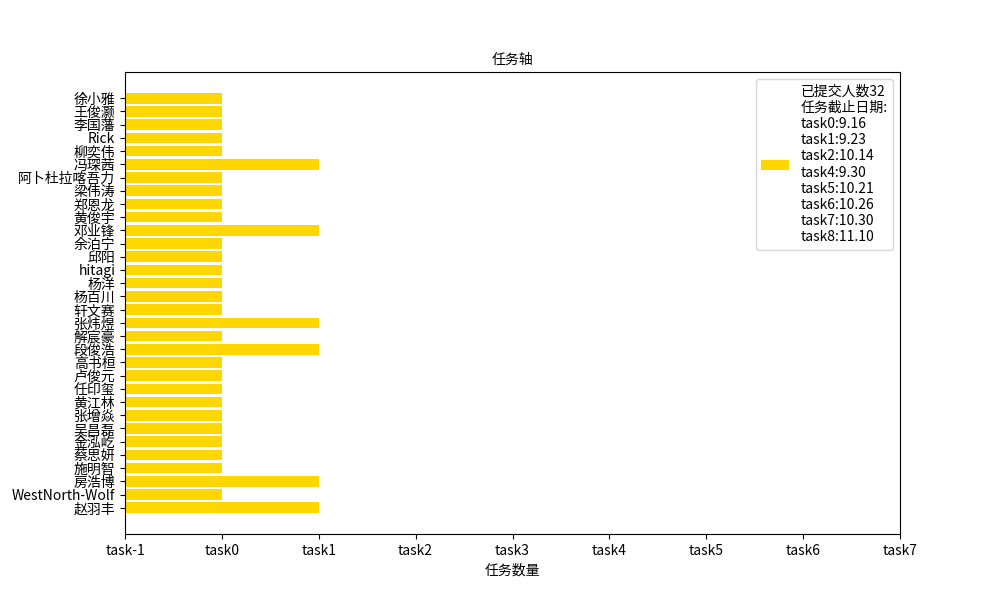 任务轴
徐小雅
王俊灏
李国藩
Rick
柳奕伟
冯琛茜
阿卜杜拉喀吾力
梁伟涛
郑恩龙
黄俊宇
邓业锋
余泊宁
邱阳
hitagi
杨洋
杨百川
轩文赛
张炜煜
解宸豪
段俊浩
高书桓
卢俊元
任印玺
黄江林
张增焱
吴昌磊
金泓屹
蔡思妍
施明智
房浩博
WestNorth-Wolf
赵羽丰
已提交人数32
任务截止日期:
task0:9.16
task1:9.23
task2:10.14
task4:9.30
task5:10.21
task6:10.26
task7:10.30
task8:11.10
task-1 task0 task1 task2 task3 task4 task5 task6 task7
任务数量